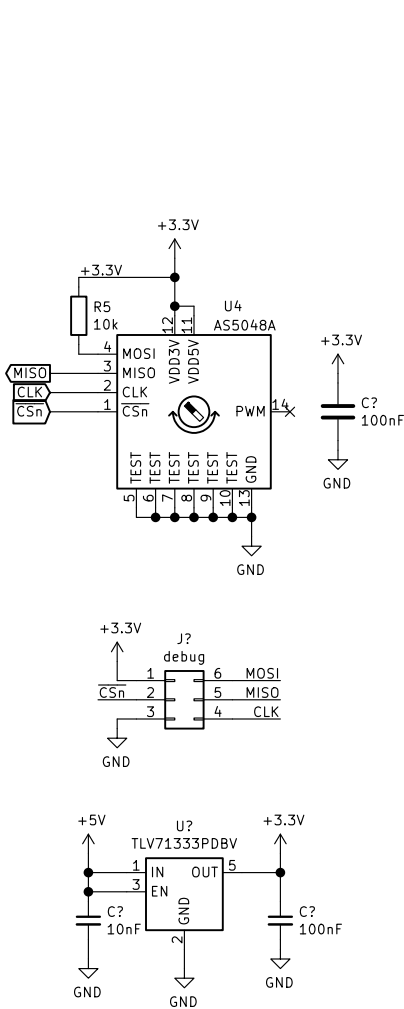 +3.3V
+3.3V
R5
10k
U4
AS5048A
12
11
VDD3V
VDD5V
4
MOSI
MISO
3
MISO
CLK
2
CLK
CSn
1
CSn
PWM
14
+3.3V
C?
100nF
GND
TEST
TEST
TEST
TEST
TEST
TEST
GND
5
6
7
8
9
10
13
GND
+3.3V
J?
debug
1
6
MOSI
CSn
2
5
MISO
3
4
CLK
GND
+5V
U?
TLV71333PDBV
+3.3V
1
IN
OUT
5
3
EN
GND
2
C?
10nF
C?
100nF
GND
GND
GND